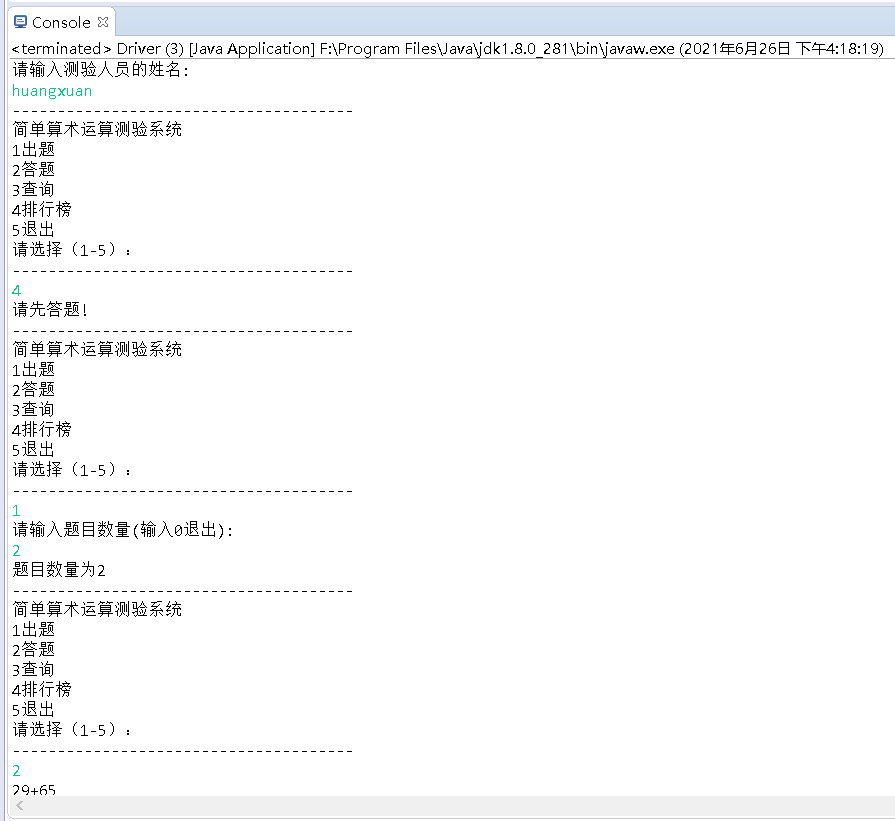 Console
<terminated> Driver (3) [Java Application] F:\Program Files\Java\jdk1.8.0_281\bin\javaw.exe (2021年6月26日 下午4:18:19)
请输入测验人员的姓名:
huangxuan
-------------------------------------
简单算术运算测验系统
1出题
2答题
3查询
4排行榜
5退出
请选择（1-5）：
-------------------------------------
4
请先答题!
-------------------------------------
简单算术运算测验系统
1出题
2答题
3查询
4排行榜
5退出
请选择（1-5）：
-------------------------------------
1
请输入题目数量(输入0退出):
2
题目数量为2
-------------------------------------
简单算术运算测验系统
1出题
2答题
3查询
4排行榜
5退出
请选择（1-5）：
-------------------------------------
2
29+65